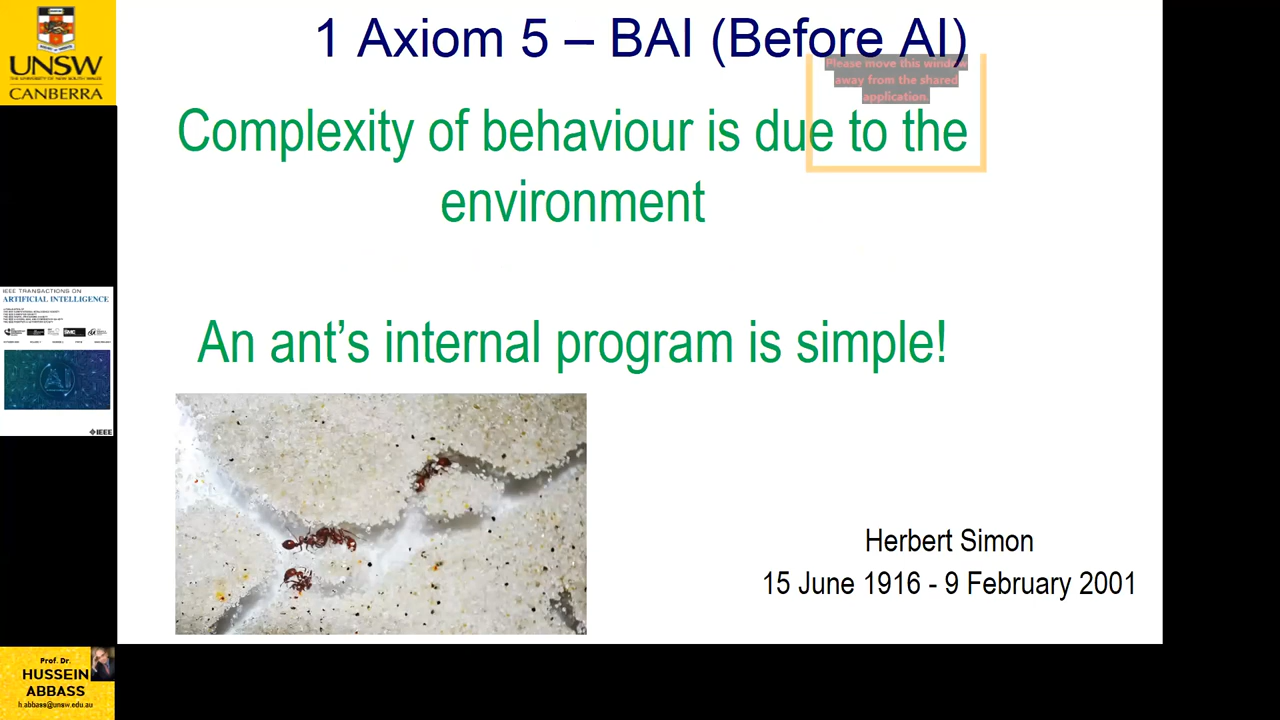 1 Axiom 5 – BAI (Before AI)
Please move this window
away from the shared
application.
Complexity of behaviour is due to the
environment
An ant’s internal program is simple!
Herbert Simon
15 June 1916 - 9 February 2001
UNSW
CANBERRA
IEEE TRANSACTIONS ON
ARTIFICIAL INTELLIGENCE
SMC
AI
IEEE
Prof. Dr.
HUSSEIN
ABBASS
h.abbass@unsw.edu.au